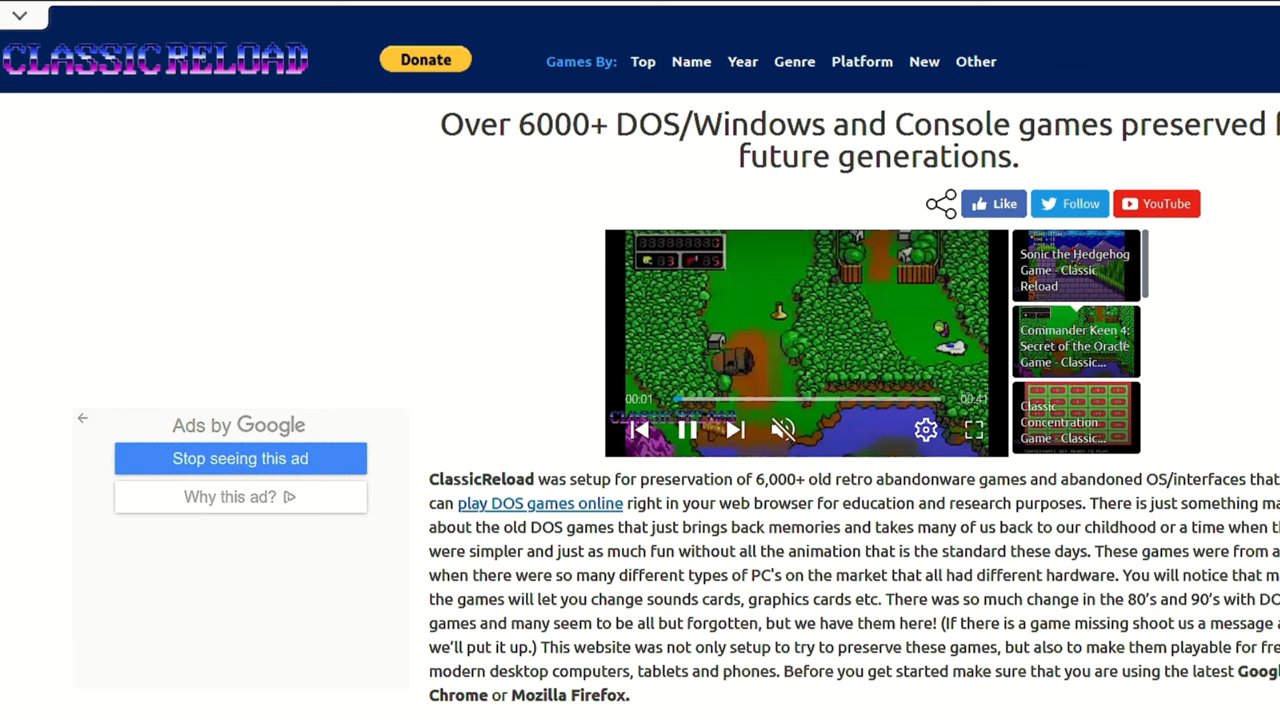 CLASSIC RELOAD
Donate
Games By: Top Name Year Genre Platform New Other
Over 6000+ DOS/Windows and Console games preserved
future generations.
Like Follow YouTube
Sonic the Hedgehog
Game - Classic
Reload
Commander Keen 4:
Secret of the Oracle
Game - Classic...
Classic
Concentration
Game - Classic...
00:01
00:41
CLASSIC RELOAD
Ads by Google
Stop seeing this ad
Why this ad?
ClassicReload was setup for preservation of 6,000+ old retro abandonware games and abandoned OS/interfaces that
can play DOS games online right in your web browser for education and research purposes. There is just something
about the old DOS games that just brings back memories and takes many of us back to our childhood or a time when
were simpler and just as much fun without all the animation that is the standard these days. These games were from
when there were so many different types of PC's on the market that all had different hardware. You will notice that
the games will let you change sounds cards, graphics cards etc. There was so much change in the 80's and 90's with
games and many seem to be all but forgotten, but we have them here! (If there is a game missing shoot us a message
we'll put it up.) This website was not only setup to try to preserve these games, but also to make them playable for
modern desktop computers, tablets and phones. Before you get started make sure that you are using the latest
Chrome or Mozilla Firefox.